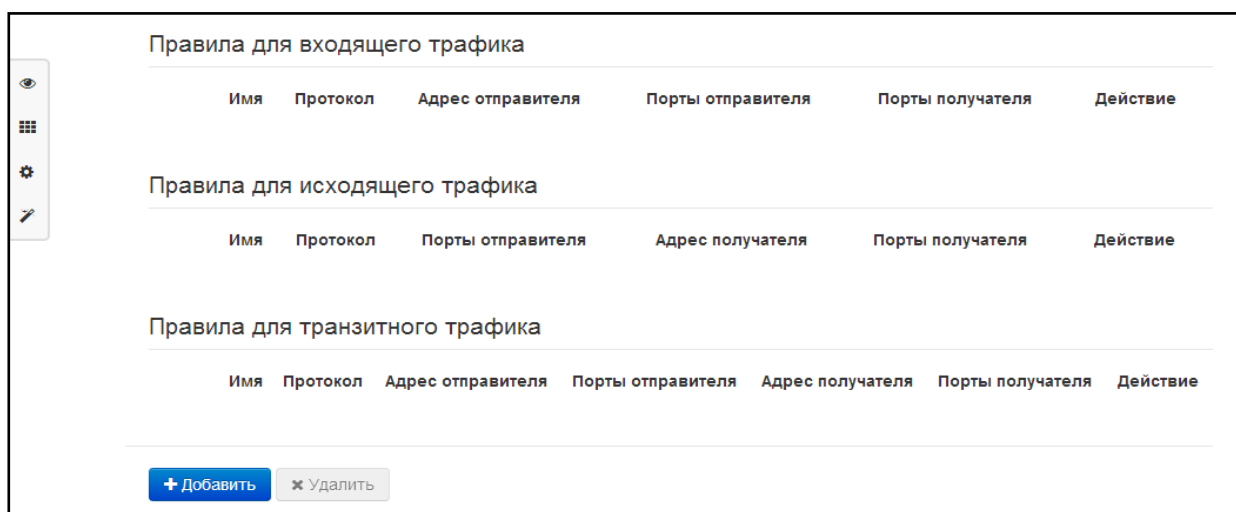 Правила для входящего трафика
Имя Протокол Адрес отправителя Порты отправителя Порты получателя Действие
Правила для исходящего трафика
Имя Протокол Порты отправителя Адрес получателя Порты получателя Действие
Правила для транзитного трафика
Имя Протокол Адрес отправителя Порты отправителя Адрес получателя Порты получателя Действие
Добавить Удалить